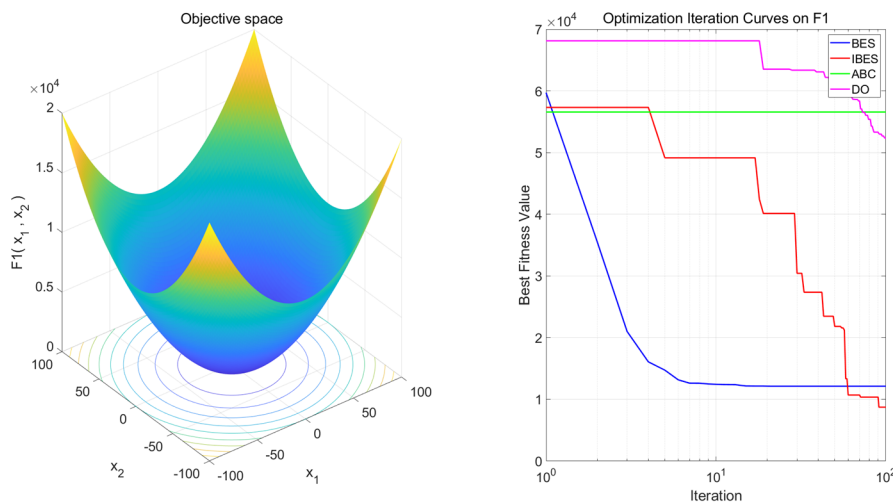 Objective space
×10⁴
2
1.5
1
0.5
0
F1( x₁ , x₂ )
100
50
0
-50
-100
x₂
-100
-50
0
50
100
x₁
Optimization Iteration Curves on F1
×10⁴
7
6
5
4
3
2
1
0
Best Fitness Value
10⁰
10¹
10²
Iteration
BES
IBES
ABC
DO